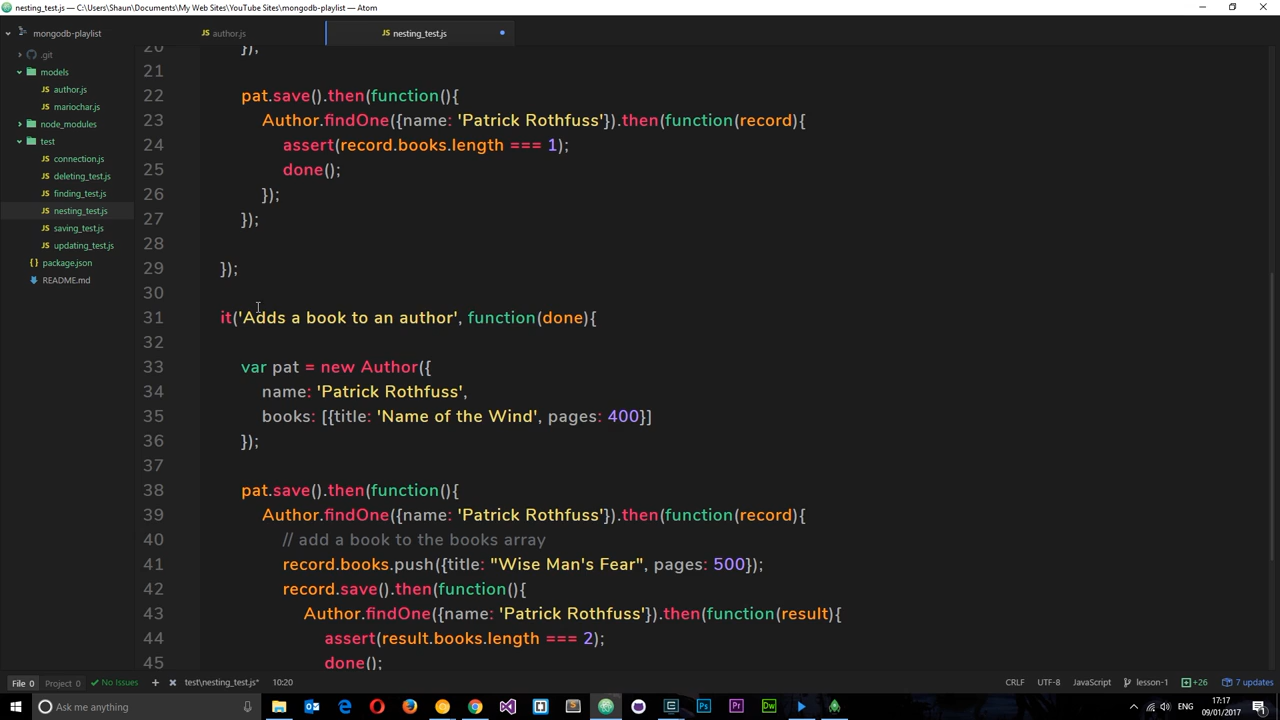 nesting_test.js — C:\Users\Shaun\Documents\My Web Sites\YouTube Sites\mongodb-playlist — Atom
mongodb-playlist
.git
models
author.js
mariochar.js
node_modules
test
connection.js
deleting_test.js
finding_test.js
nesting_test.js
saving_test.js
updating_test.js
package.json
README.md
author.js
nesting_test.js
20 });
21
22 pat.save().then(function(){
23 Author.findOne({name: 'Patrick Rothfuss'}).then(function(record){
24 assert(record.books.length === 1);
25 done();
26 });
27 });
28
29 });
30
31 it('Adds a book to an author', function(done){
32
33 var pat = new Author({
34 name: 'Patrick Rothfuss',
35 books: [{title: 'Name of the Wind', pages: 400}]
36 });
37
38 pat.save().then(function(){
39 Author.findOne({name: 'Patrick Rothfuss'}).then(function(record){
40 // add a book to the books array
41 record.books.push({title: "Wise Man's Fear", pages: 500});
42 record.save().then(function(){
43 Author.findOne({name: 'Patrick Rothfuss'}).then(function(result){
44 assert(result.books.length === 2);
45 done();
File 0 Project 0 No Issues test\nesting_test.js* 10:20 CRLF UTF-8 JavaScript lesson-1 +26 7 updates
Ask me anything
ENG
17:17
09/01/2017